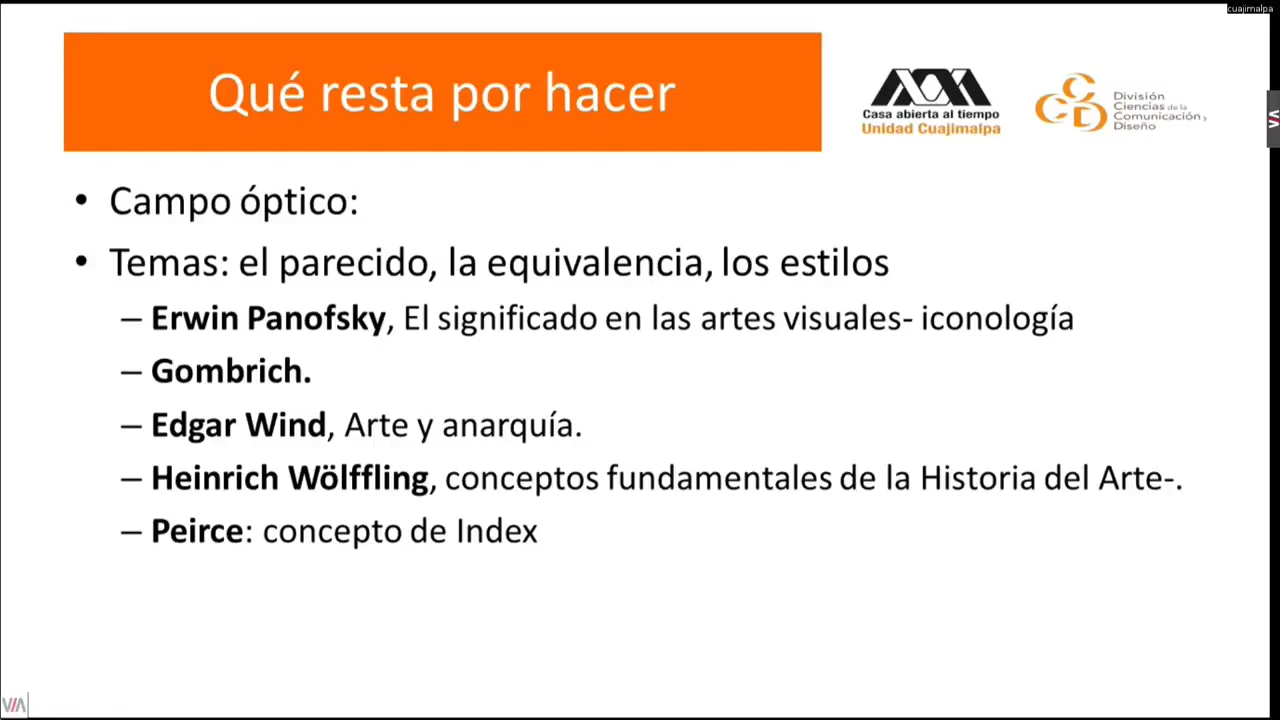 cuajimalpa
Qué resta por hacer
Casa abierta al tiempo
Unidad Cuajimalpa
CCD
División
Ciencias de la
Comunicación y
Diseño
• Campo óptico:
• Temas: el parecido, la equivalencia, los estilos
– Erwin Panofsky, El significado en las artes visuales- iconología
– Gombrich.
– Edgar Wind, Arte y anarquía.
– Heinrich Wölffling, conceptos fundamentales de la Historia del Arte-.
– Peirce: concepto de Index
VIA